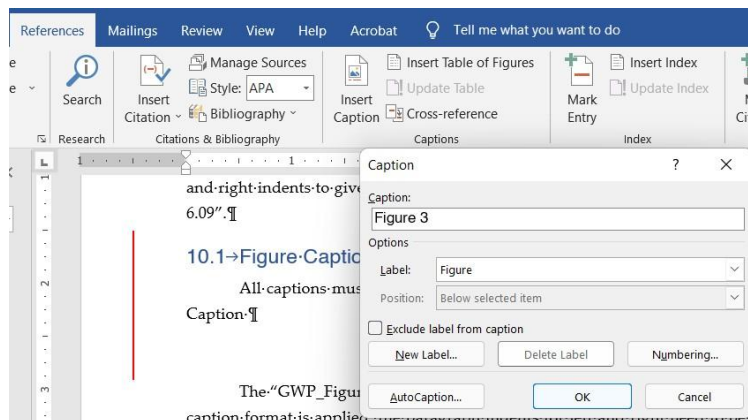 References Mailings Review View Help Acrobat Tell me what you want to do
Search
Research
Insert Citation
Manage Sources
Style: APA
Bibliography
Citations & Bibliography
Insert Caption
Insert Table of Figures
Update Table
Cross-reference
Captions
Mark Entry
Insert Index
Update Index
Index
and·right·indents·to·give
6.09”.¶
10.1→Figure·Captio
All·captions·mus
Caption·¶
The·“GWP_Figur
Caption
?
Caption:
Figure 3
Options
Label: Figure
Position: Below selected item
Exclude label from caption
New Label... Delete Label Numbering...
AutoCaption... OK Cancel